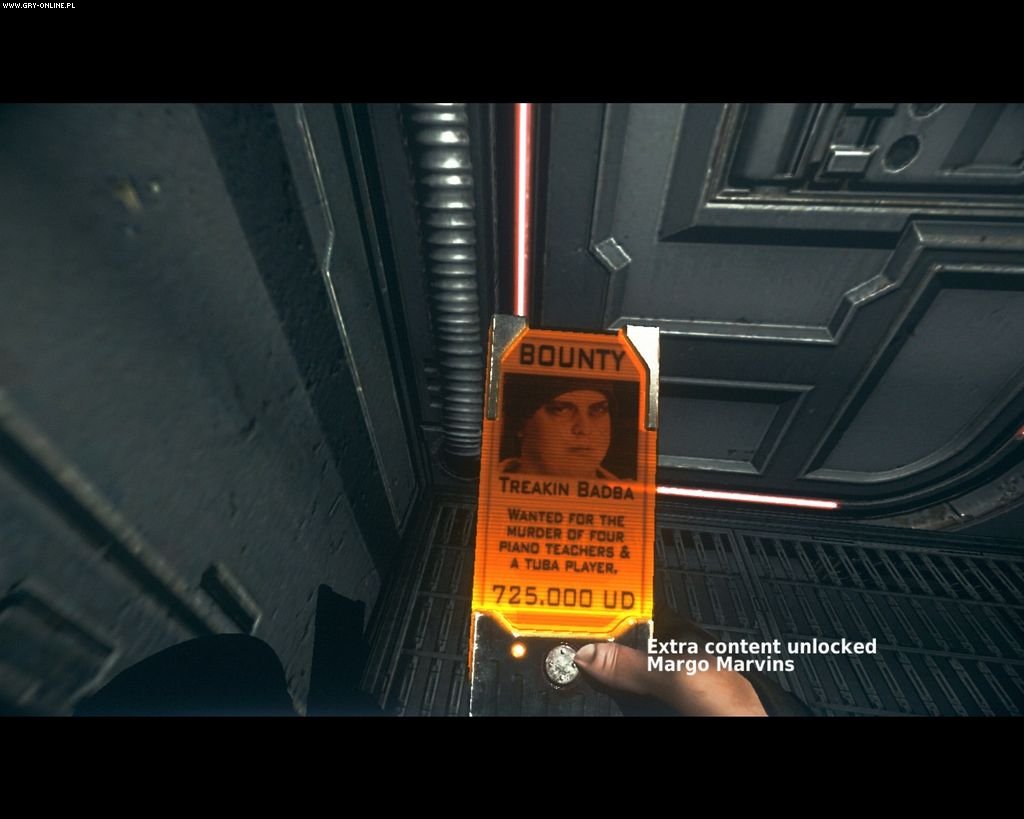 WWW.GRY-ONLINE.PL
BOUNTY
TREAKIN BADBA
WANTED FOR THE
MURDER OF FOUR
PIANO TEACHERS &
A TUBA PLAYER.
725.000 UD
Extra content unlocked
Margo Marvins